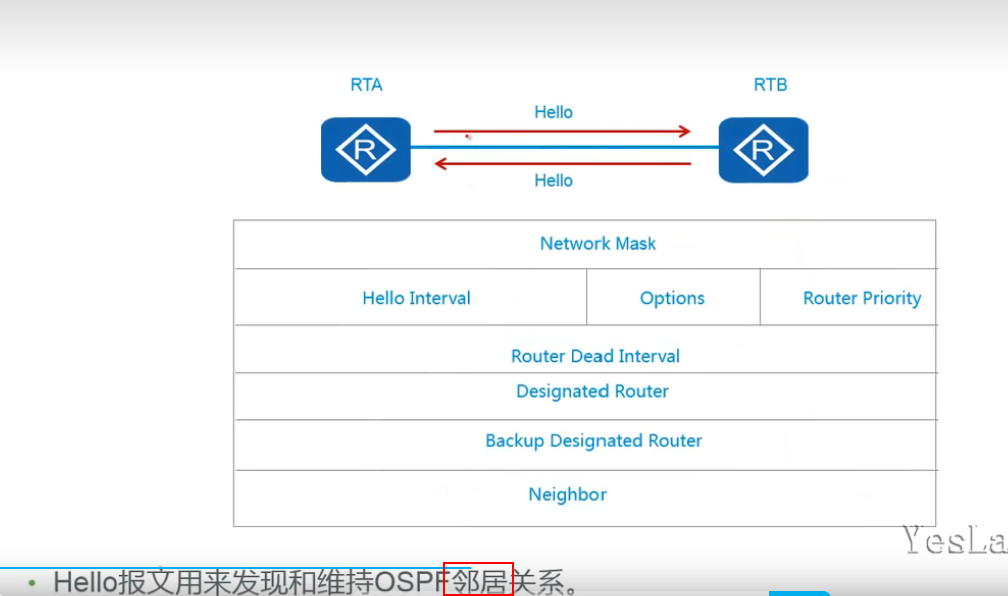 RTA
RTB
Hello
R
R
Hello
Network Mask
Hello Interval
Options
Router Priority
Router Dead Interval
Designated Router
Backup Designated Router
Neighbor
YesLa
Hello报文用来发现和维持OSPF邻居关系。